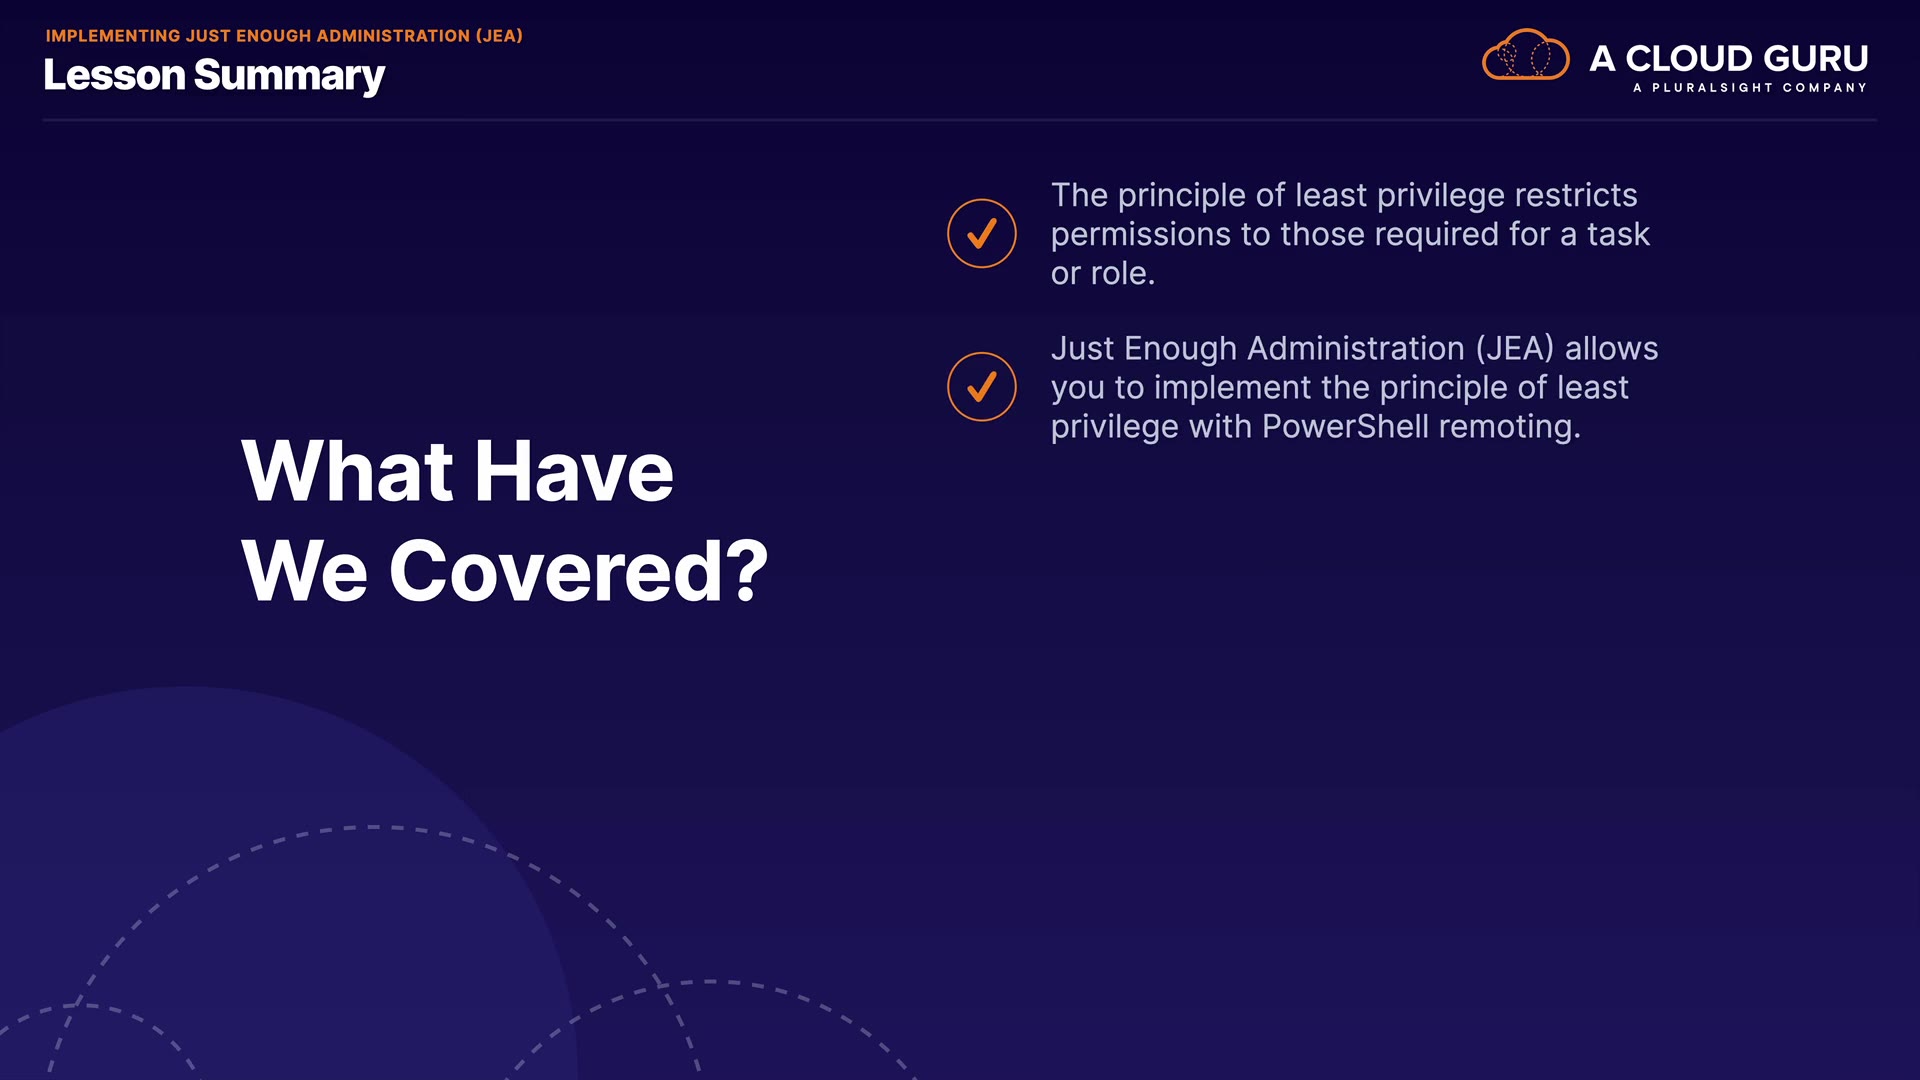 IMPLEMENTING JUST ENOUGH ADMINISTRATION (JEA)
Lesson Summary
A CLOUD GURU
A PLURALSIGHT COMPANY
What Have
We Covered?
The principle of least privilege restricts
permissions to those required for a task
or role.
Just Enough Administration (JEA) allows
you to implement the principle of least
privilege with PowerShell remoting.